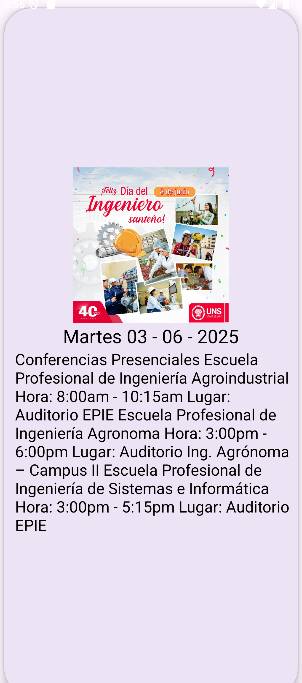 ¡Feliz Día del
Ingeniero
santeño!
40
UNS
Martes 03 - 06 - 2025
Conferencias Presenciales Escuela
Profesional de Ingeniería Agroindustrial
Hora: 8:00am - 10:15am Lugar:
Auditorio EPIE Escuela Profesional de
Ingeniería Agronoma Hora: 3:00pm -
6:00pm Lugar: Auditorio Ing. Agrónoma
– Campus II Escuela Profesional de
Ingeniería de Sistemas e Informática
Hora: 3:00pm - 5:15pm Lugar: Auditorio
EPIE